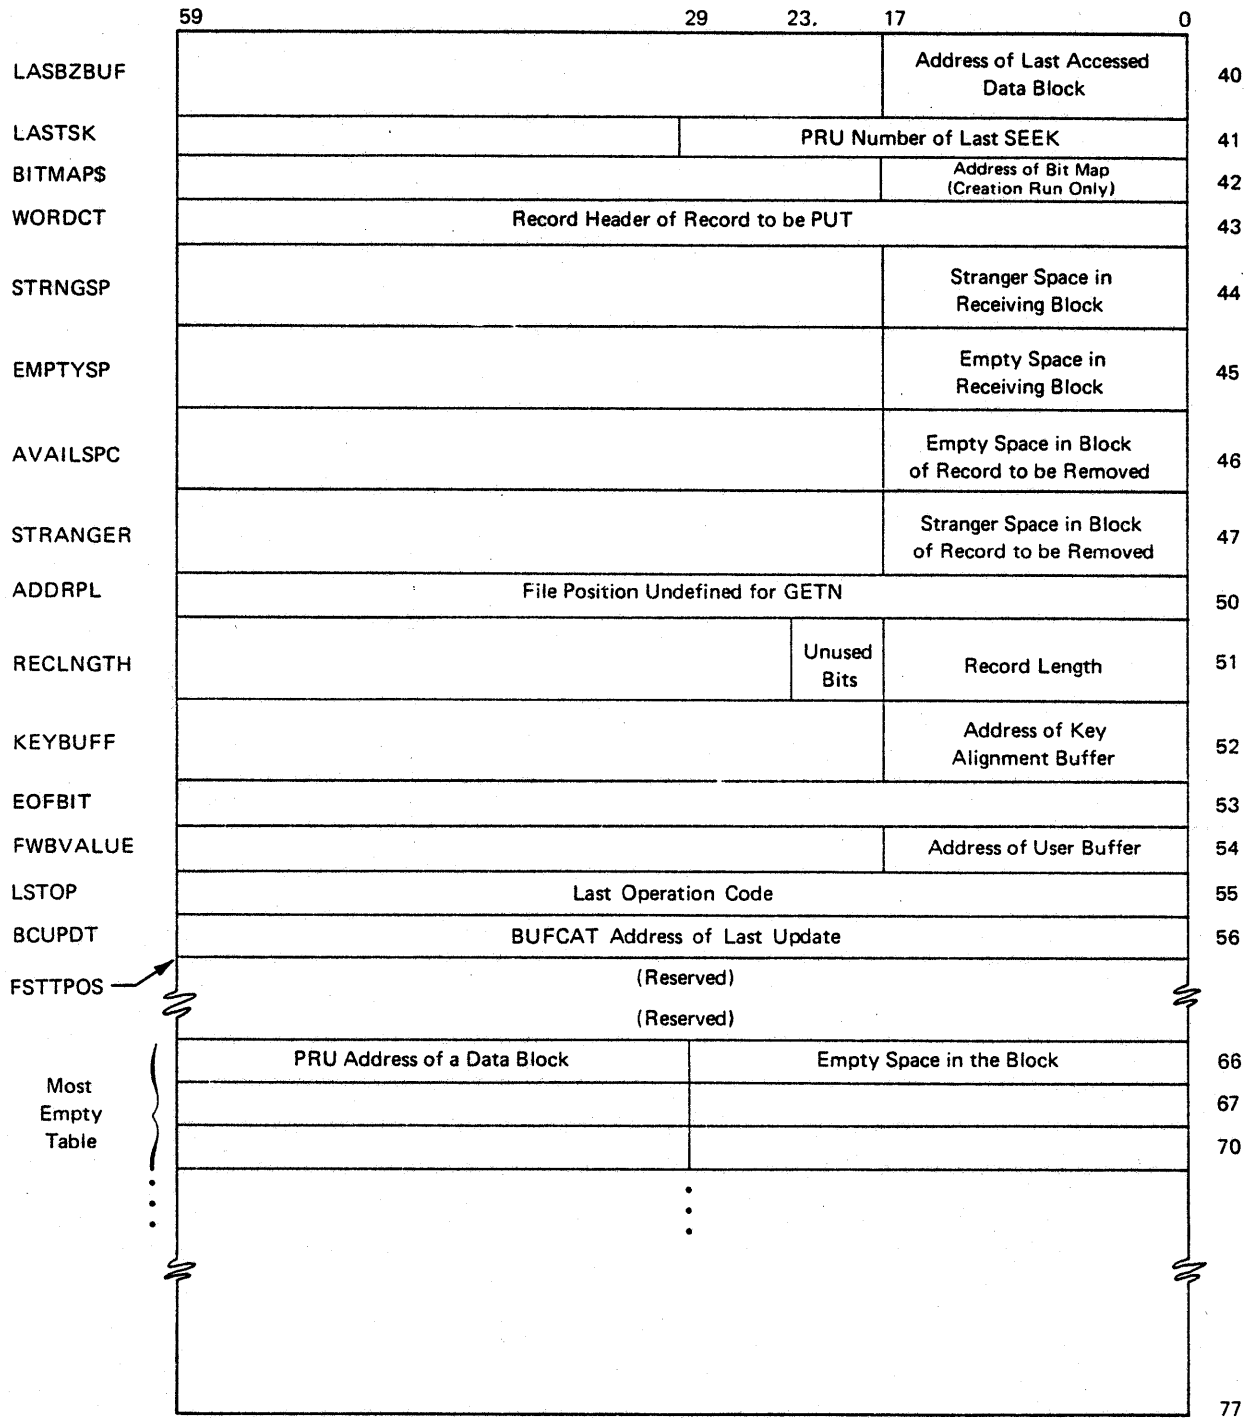 59 29 23. 17 0
LASBZBUF Address of Last Accessed 40
Data Block
LASTSK PRU Number of Last SEEK 41
BITMAP$ Address of Bit Map 42
(Creation Run Only)
WORDCT Record Header of Record to be PUT 43
STRNGSP Stranger Space in 44
Receiving Block
EMPTYSP Empty Space in 45
Receiving Block
AVAILSPC Empty Space in Block 46
of Record to be Removed
STRANGER Stranger Space in Block 47
of Record to be Removed
ADDRPL File Position Undefined for GETN 50
RECLNGTH Unused Record Length 51
Bits
KEYBUFF Address of Key 52
Alignment Buffer
EOFBIT 53
FWBVALUE Address of User Buffer 54
LSTOP Last Operation Code 55
BCUPDT BUFCAT Address of Last Update 56
FSTTPOS (Reserved)
(Reserved)
PRU Address of a Data Block Empty Space in the Block 66
Most
Empty 67
Table 70
77